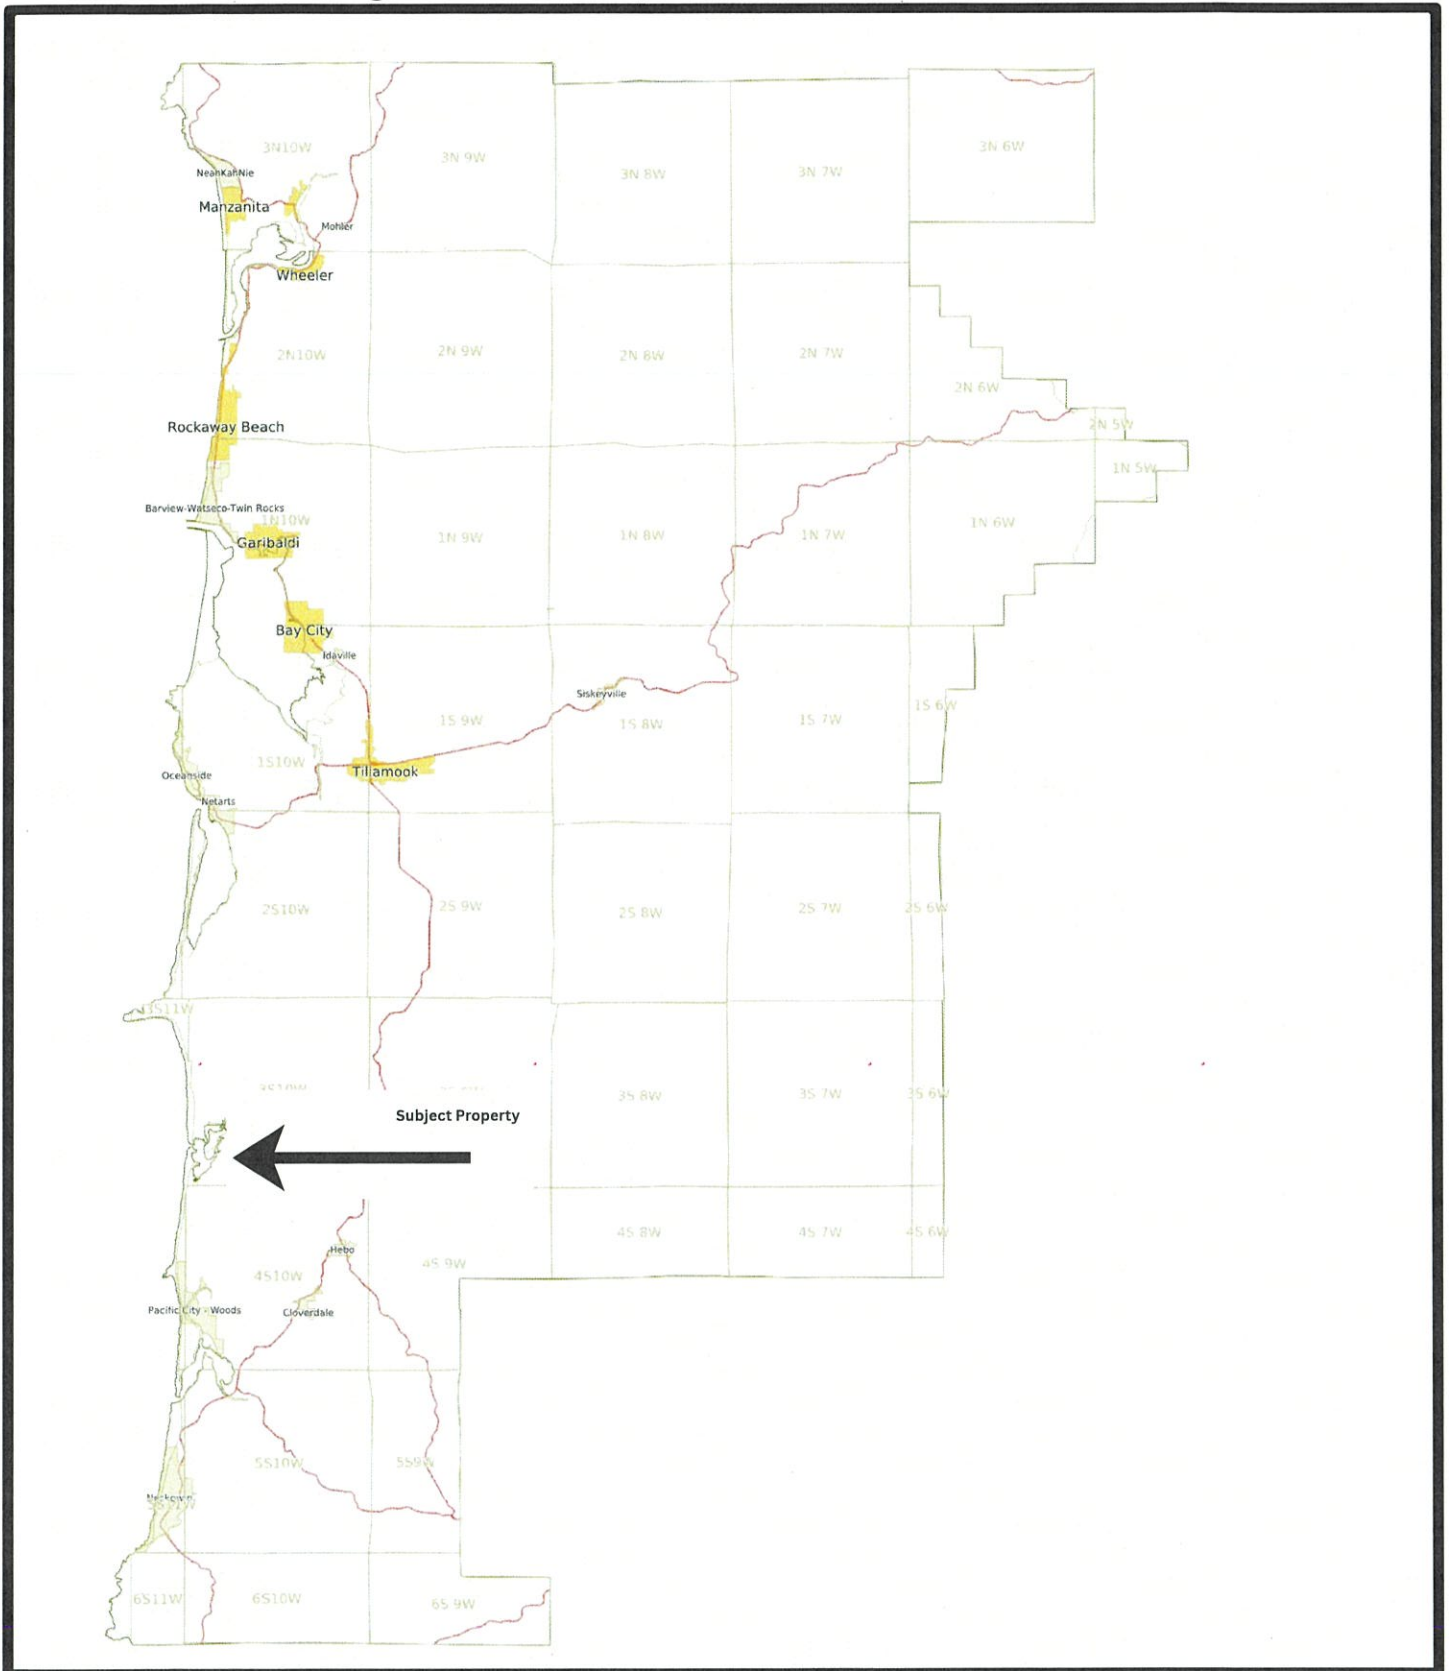 3N10W
3N 9W
3N 8W
3N 7W
3N 6W
NeahKahNie
Manzanita
Mohler
Wheeler
2N10W
2N 9W
2N 8W
2N 7W
2N 6W
2N 5W
Rockaway Beach
1N 5W
Barview-Watseco-Twin Rocks
1N10W
1N 9W
1N 8W
1N 7W
1N 6W
Garibaldi
Bay City
Idaville
Siskeyville
1S 9W
1S 8W
1S 7W
1S 6W
1S10W
Tillamook
Oceanside
Netarts
2S10W
2S 9W
2S 8W
2S 7W
2S 6W
3S11W
3S10W
3S 8W
3S 7W
3S 6W
Subject Property
4S 8W
4S 7W
4S 6W
Hebo
4S10W
4S 9W
Pacific City - Woods
Cloverdale
5S10W
5S9W
Neskowin
6S11W
6S10W
6S 9W